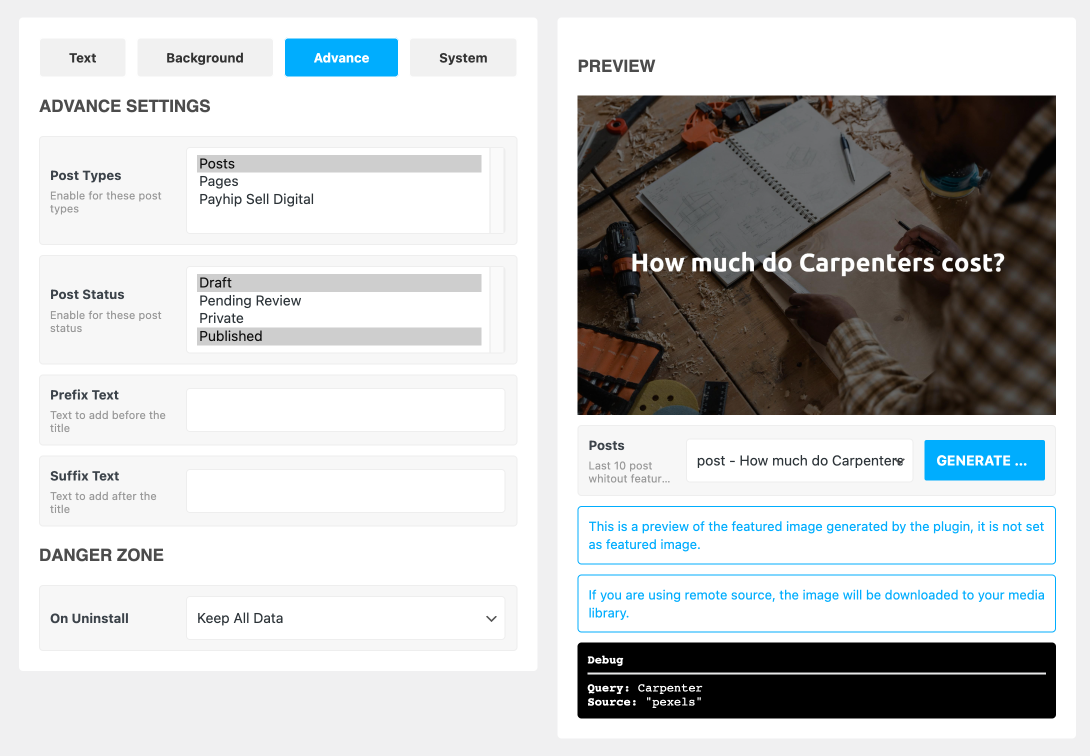 Text
Background
Advance
System
ADVANCE SETTINGS
Post Types
Enable for these post
types
Posts
Pages
Payhip Sell Digital
Post Status
Enable for these post
status
Draft
Pending Review
Private
Published
Prefix Text
Text to add before the
title
Suffix Text
Text to add after the
title
DANGER ZONE
On Uninstall
Keep All Data
PREVIEW
How much do Carpenters cost?
Posts
Last 10 post
whitout featur...
post - How much do Carpenters
GENERATE ...
This is a preview of the featured image generated by the plugin, it is not set
as featured image.
If you are using remote source, the image will be downloaded to your media
library.
Debug
Query: Carpenter
Source: "pexels"